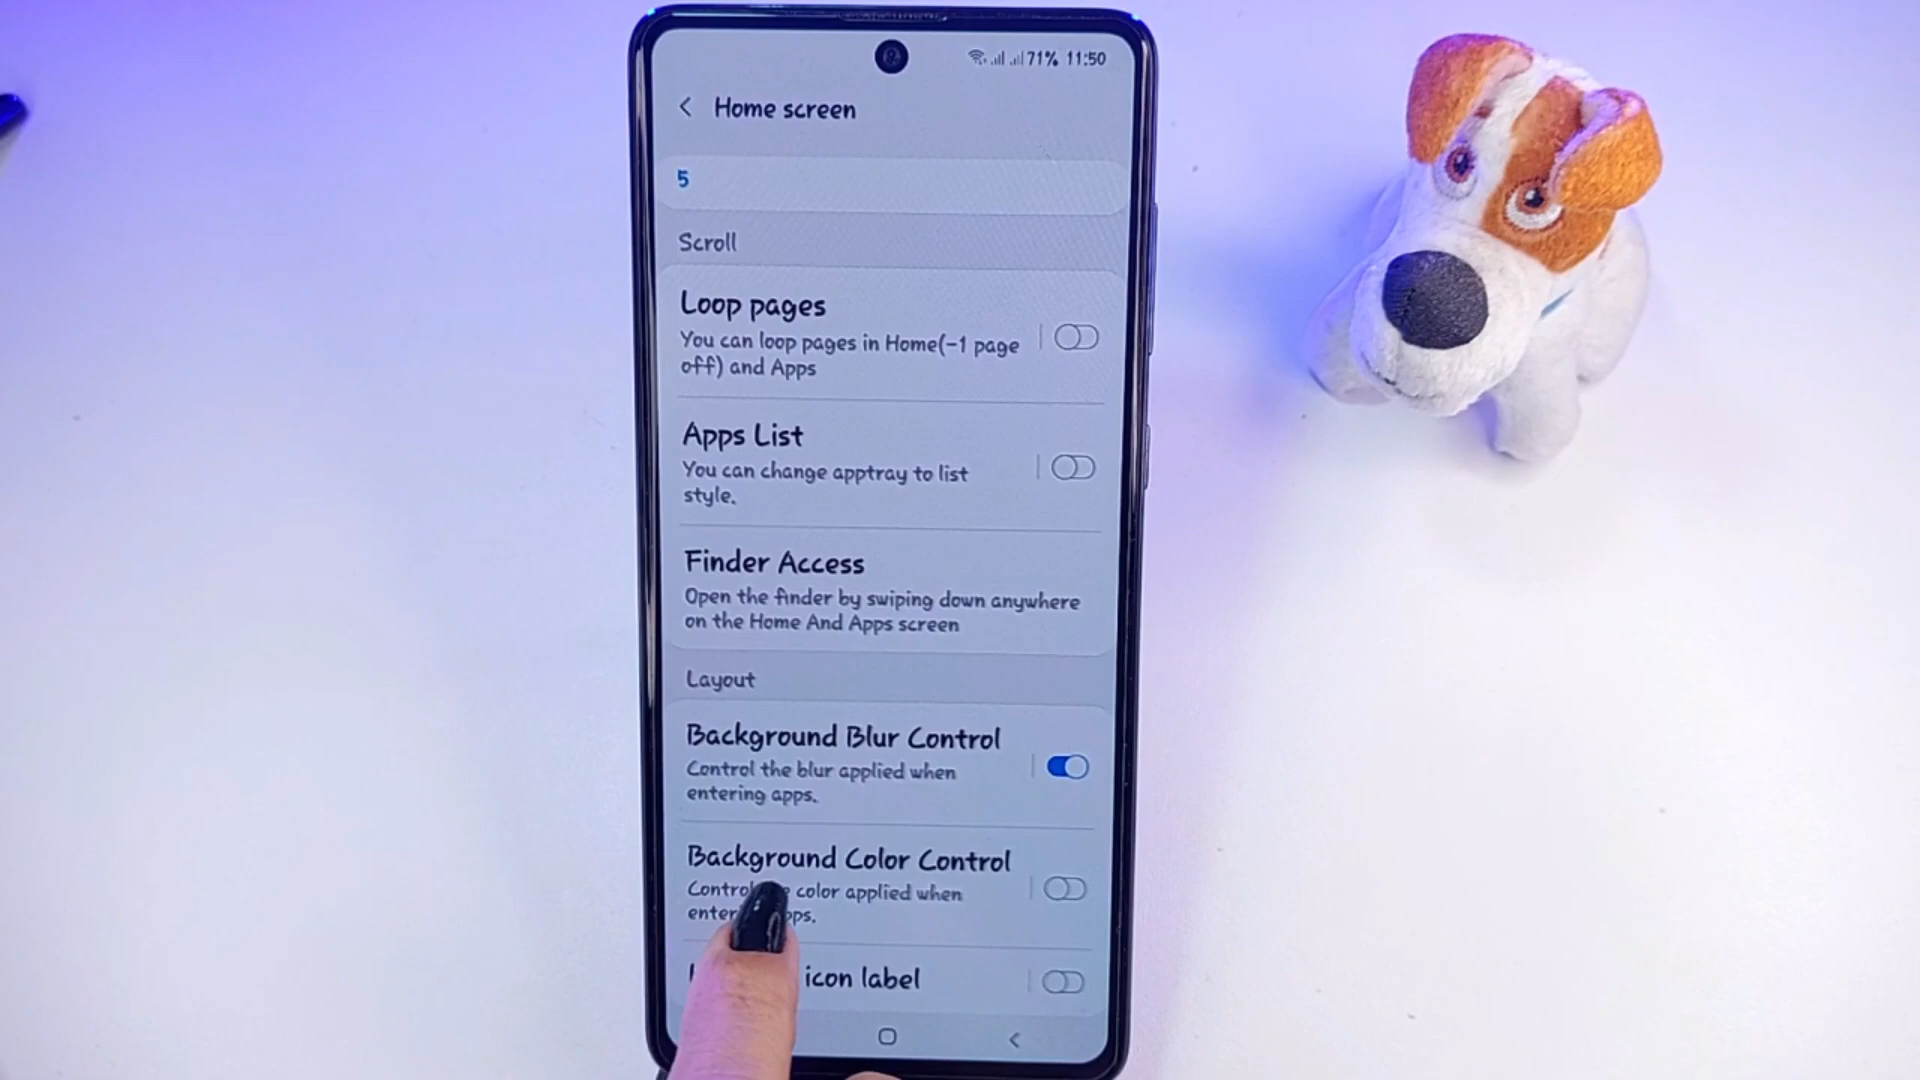 71% 11:50
Home screen
5
Scroll
Loop pages
You can loop pages in Home(-1 page
off) and Apps
Apps List
You can change apptray to list
style.
Finder Access
Open the finder by swiping down anywhere
on the Home And Apps screen
Layout
Background Blur Control
Control the blur applied when
entering apps.
Background Color Control
Control color applied when
icon label